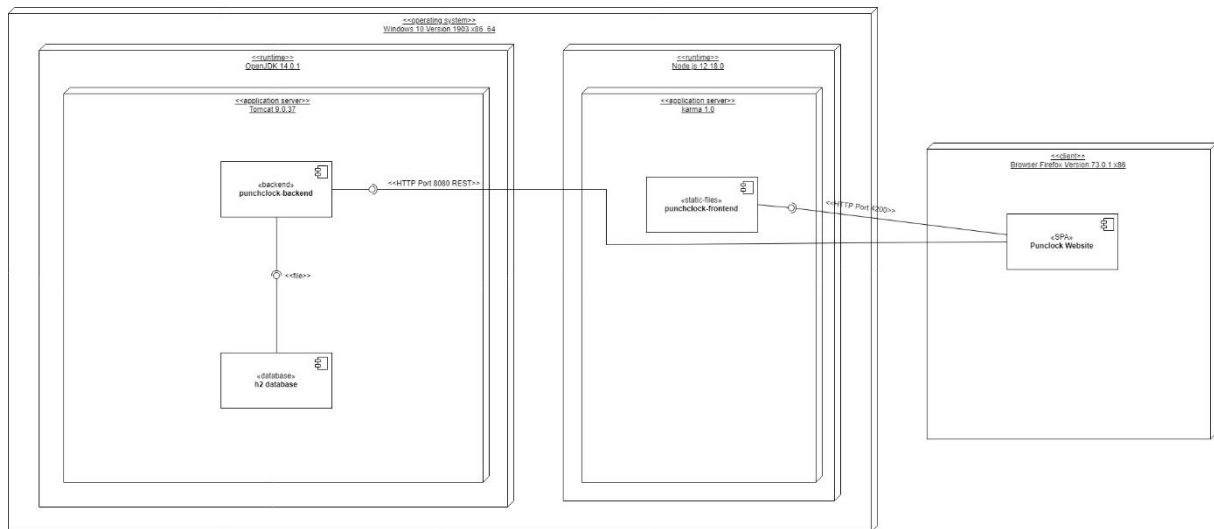 <<operating system>>
Windows 10 Version 1903 x86_64
<<runtime>>
OpenJDK 14.0.1
<<application server>>
Tomcat 9.0.37
«backend»
punchclock-backend
<<HTTP Port 8080 REST>>
<<file>>
«database»
h2 database
<<runtime>>
Node.js 12.18.0
<<application server>>
karma 1.0
«static-files»
punchclock-frontend
<<HTTP Port 4200>>
<<client>>
Browser Firefox Version 73.0.1 x86
«SPA»
Punclock Website